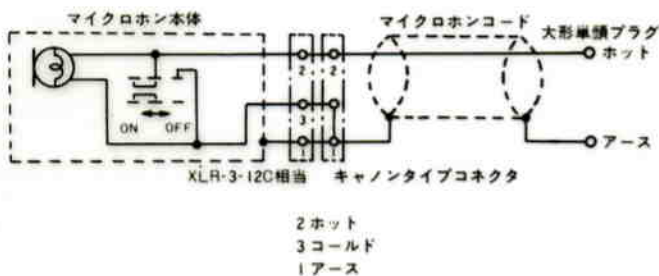 マイクロホン本体
マイクロホンコード
大形単頭プラグ
ホット
2 2
3
ON OFF
1 1
アース
XLR-3-12C相当 キャノンタイプコネクタ
2ホット
3コールド
1アース